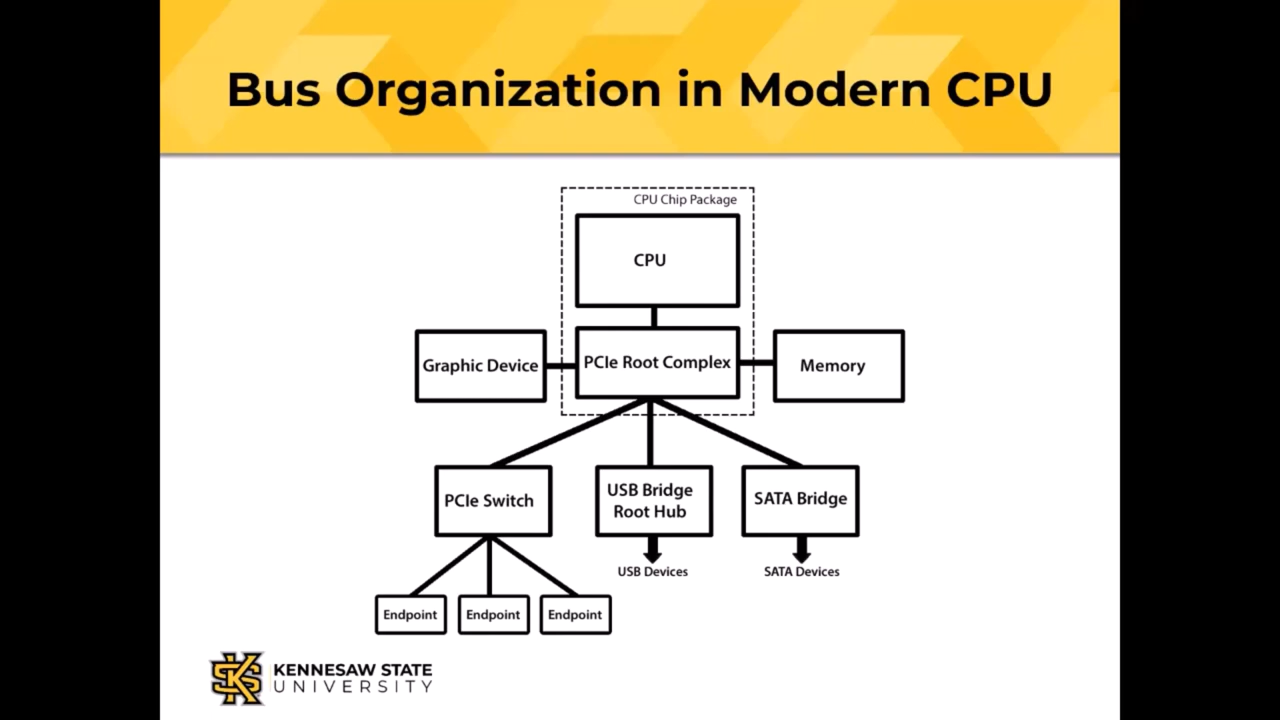 Bus Organization in Modern CPU
CPU Chip Package
CPU
Graphic Device
PCIe Root Complex
Memory
PCIe Switch
USB Bridge
Root Hub
SATA Bridge
USB Devices
SATA Devices
Endpoint
Endpoint
Endpoint
KENNESAW STATE
UNIVERSITY